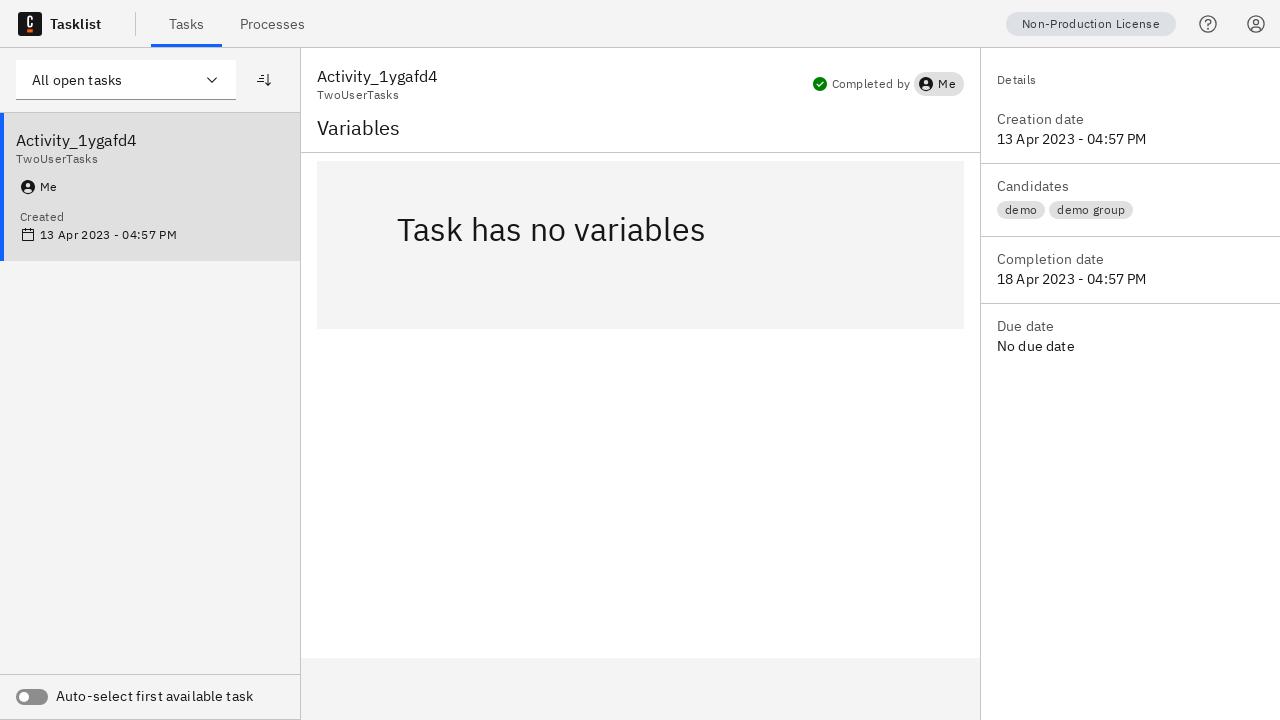 Tasklist
Tasks
Processes
Non-Production License
All open tasks
Activity_1ygafd4
TwoUserTasks
Me
Created
13 Apr 2023 - 04:57 PM
Auto-select first available task
Activity_1ygafd4
TwoUserTasks
Completed by Me
Variables
Task has no variables
Details
Creation date
13 Apr 2023 - 04:57 PM
Candidates
demo demo group
Completion date
18 Apr 2023 - 04:57 PM
Due date
No due date